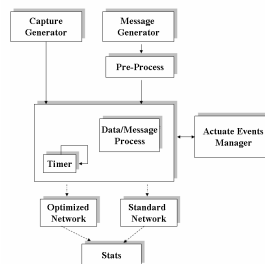 Capture
Generator
Message
Generator
Pre-Process
Data/Message
Process
Timer
Actuate Events
Manager
Optimized
Network
Standard
Network
Stats